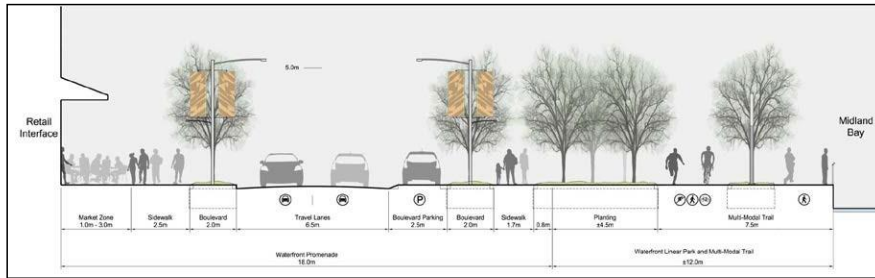 5.0m
Retail
Interface
Midland
Bay
P
Market Zone
1.0m - 3.0m
Sidewalk
2.5m
Boulevard
2.0m
Travel Lanes
6.5m
Boulevard Parking
2.5m
Boulevard
2.0m
Sidewalk
1.7m
0.8m
Planting
±4.5m
Multi-Modal Trail
7.5m
Waterfront Promenade
18.0m
Waterfront Linear Park and Multi-Modal Trail
±12.0m